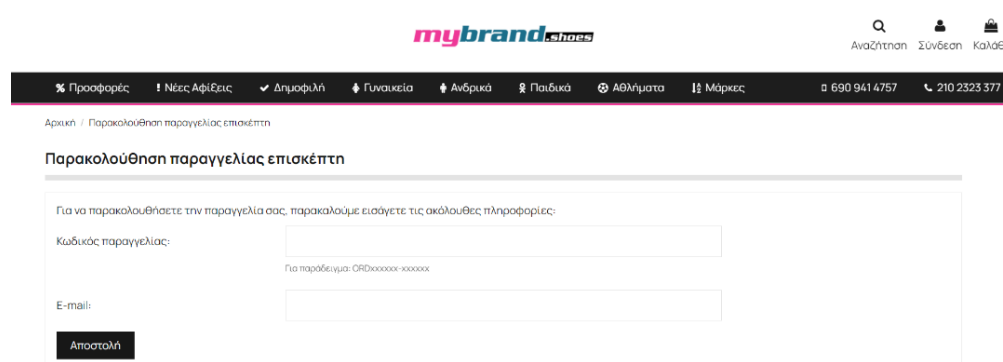 mybrand.shoes
Αναζήτηση Σύνδεση Καλάθ
% Προσφορές ! Νέες Αφίξεις Δημοφιλή Γυναικεία Ανδρικά Παιδικά Αθλήματα Μάρκες 690 941 4757 210 2323 377
Αρχική / Παρακολούθηση παραγγελίας επισκέπτη
Παρακολούθηση παραγγελίας επισκέπτη
Για να παρακολουθήσετε την παραγγελία σας, παρακαλούμε εισάγετε τις ακόλουθες πληροφορίες:
Κωδικός παραγγελίας:
Για παράδειγμα: ORDxxxxxx-xxxxxx
E-mail:
Αποστολή